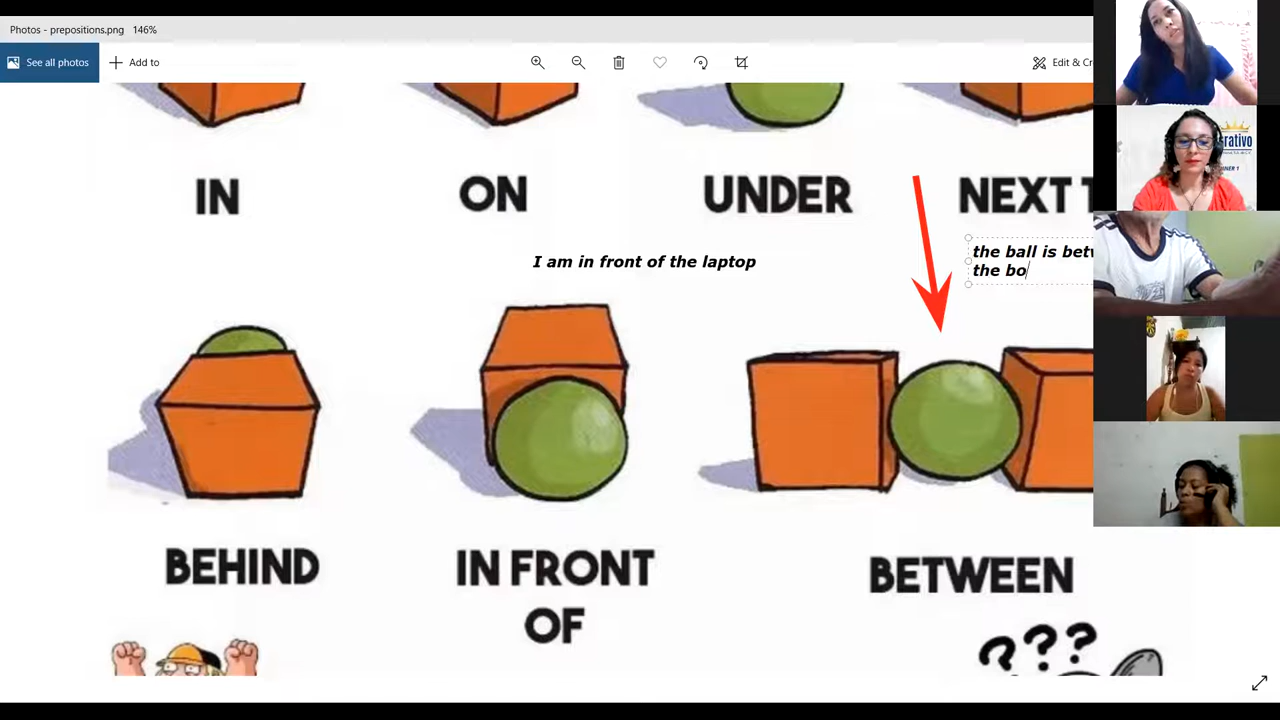 Photos - prepositions.png 146%
See all photos
Add to
Edit & Cr
IN
ON
UNDER
NEXT T
I am in front of the laptop
the ball is betw
the bo
BEHIND
IN FRONT
OF
BETWEEN
???